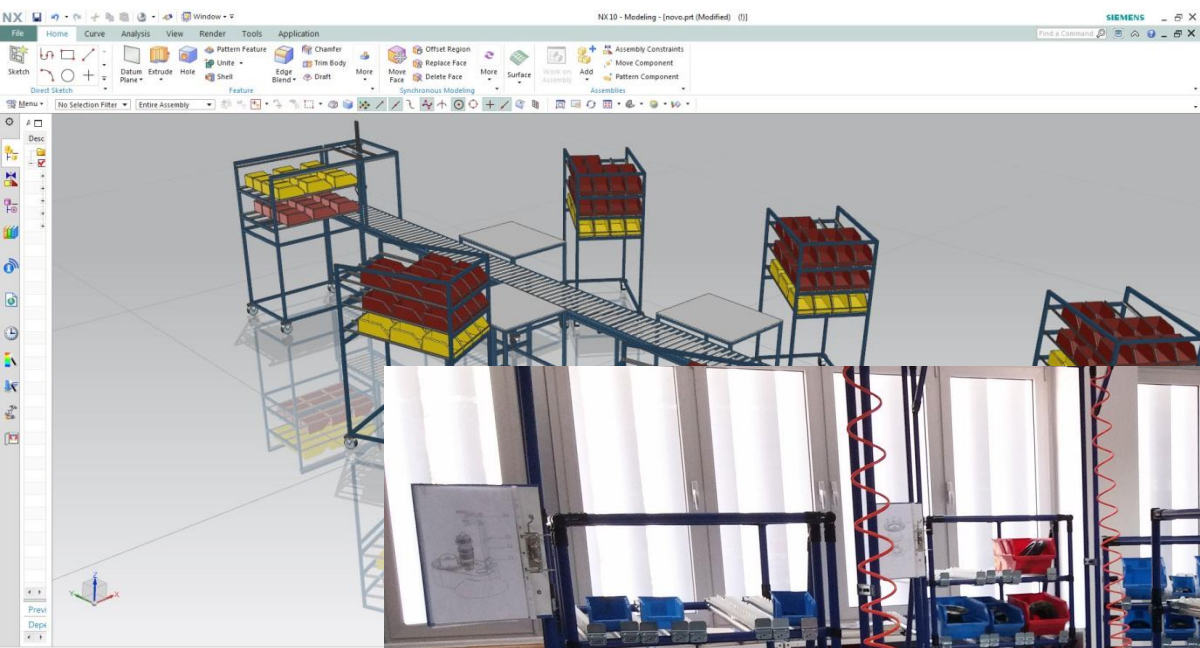 NX
Window
NX 10 - Modeling - [novo.prt (Modified) (!)]
SIEMENS
File
Home
Curve
Analysis
View
Render
Tools
Application
Find a Command
Sketch
Direct Sketch
Datum Plane
Extrude
Hole
Pattern Feature
Unite
Shell
Edge Blend
Chamfer
Trim Body
Draft
More
Feature
Move Face
Offset Region
Replace Face
Delete Face
More
Synchronous Modeling
Surface
Work on Assembly
Add
Assembly Constraints
Move Component
Pattern Component
Assemblies
Menu
No Selection Filter
Entire Assembly
Desc
Z
Y
X
Previ
Depe